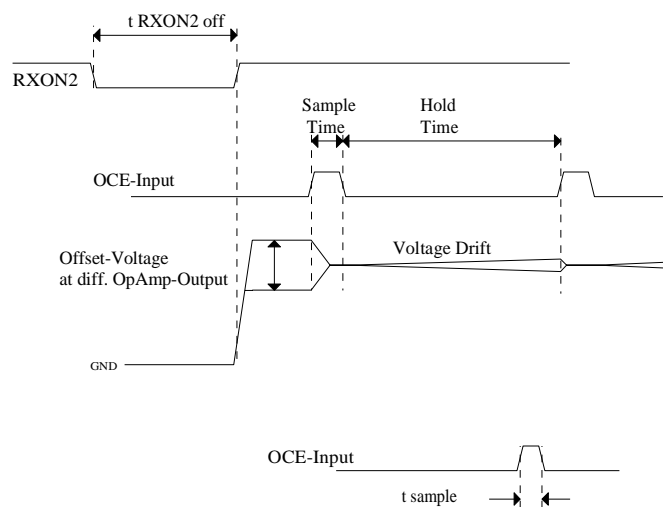 t RXON2 off
RXON2
Sample
Time
Hold
Time
OCE-Input
Offset-Voltage
at diff. OpAmp-Output
Voltage Drift
GND
OCE-Input
t sample